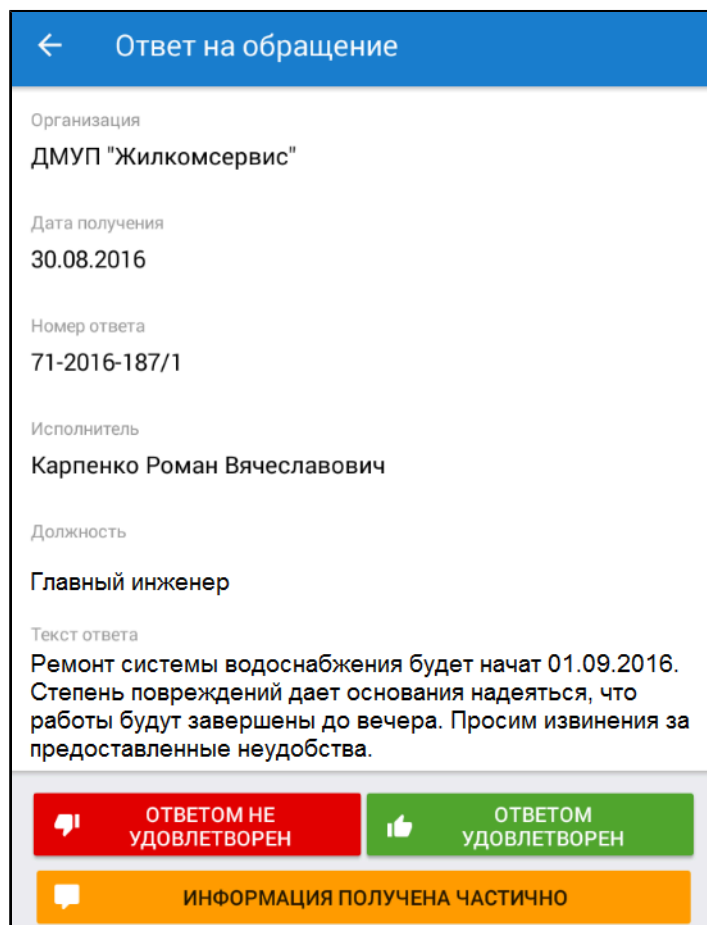 Ответ на обращение
Организация
ДМУП "Жилкомсервис"
Дата получения
30.08.2016
Номер ответа
71-2016-187/1
Исполнитель
Карпенко Роман Вячеславович
Должность
Главный инженер
Текст ответа
Ремонт системы водоснабжения будет начат 01.09.2016.
Степень повреждений дает основания надеяться, что
работы будут завершены до вечера. Просим извинения за
предоставленные неудобства.
ОТВЕТОМ НЕ
УДОВЛЕТВОРЕН
ОТВЕТОМ
УДОВЛЕТВОРЕН
ИНФОРМАЦИЯ ПОЛУЧЕНА ЧАСТИЧНО